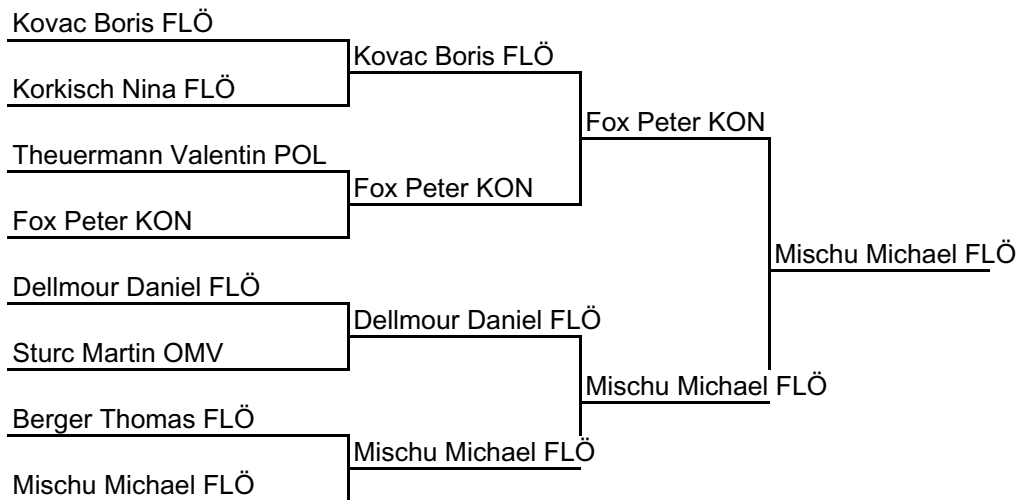 Kovac Boris FLÖ
Korkisch Nina FLÖ
Theuermann Valentin POL
Fox Peter KON
Dellmour Daniel FLÖ
Sturc Martin OMV
Berger Thomas FLÖ
Mischu Michael FLÖ
Kovac Boris FLÖ
Fox Peter KON
Dellmour Daniel FLÖ
Mischu Michael FLÖ
Fox Peter KON
Mischu Michael FLÖ
Mischu Michael FLÖ